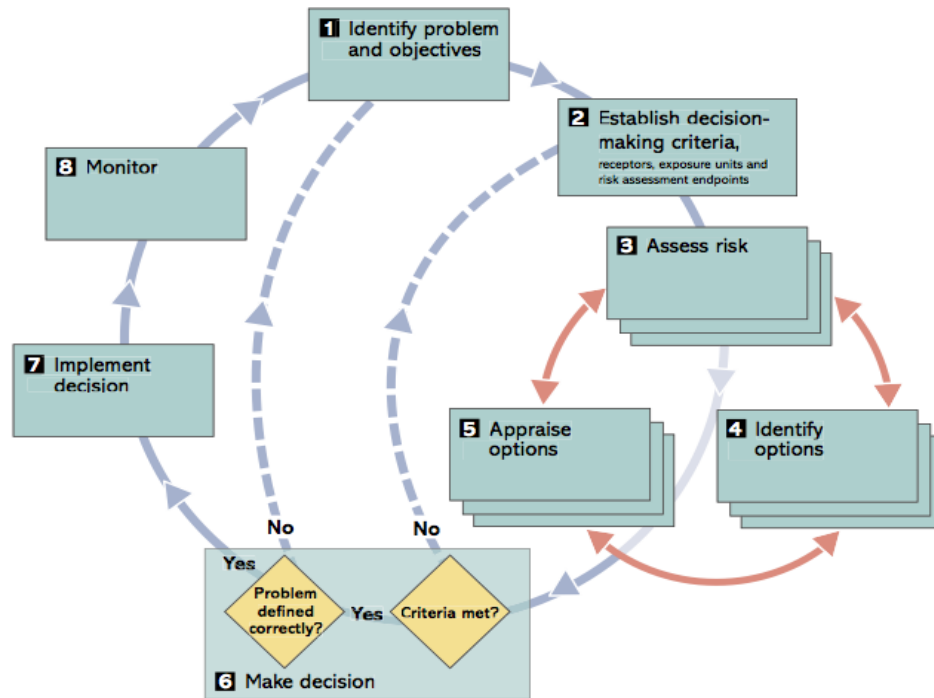 1 Identify problem
and objectives
2 Establish decision-
making criteria,
receptors, exposure units and
risk assessment endpoints
8 Monitor
3 Assess risk
7 Implement
decision
5 Appraise
options
4 Identify
options
No
No
Yes
Problem
defined
correctly?
Yes
Criteria met?
6 Make decision